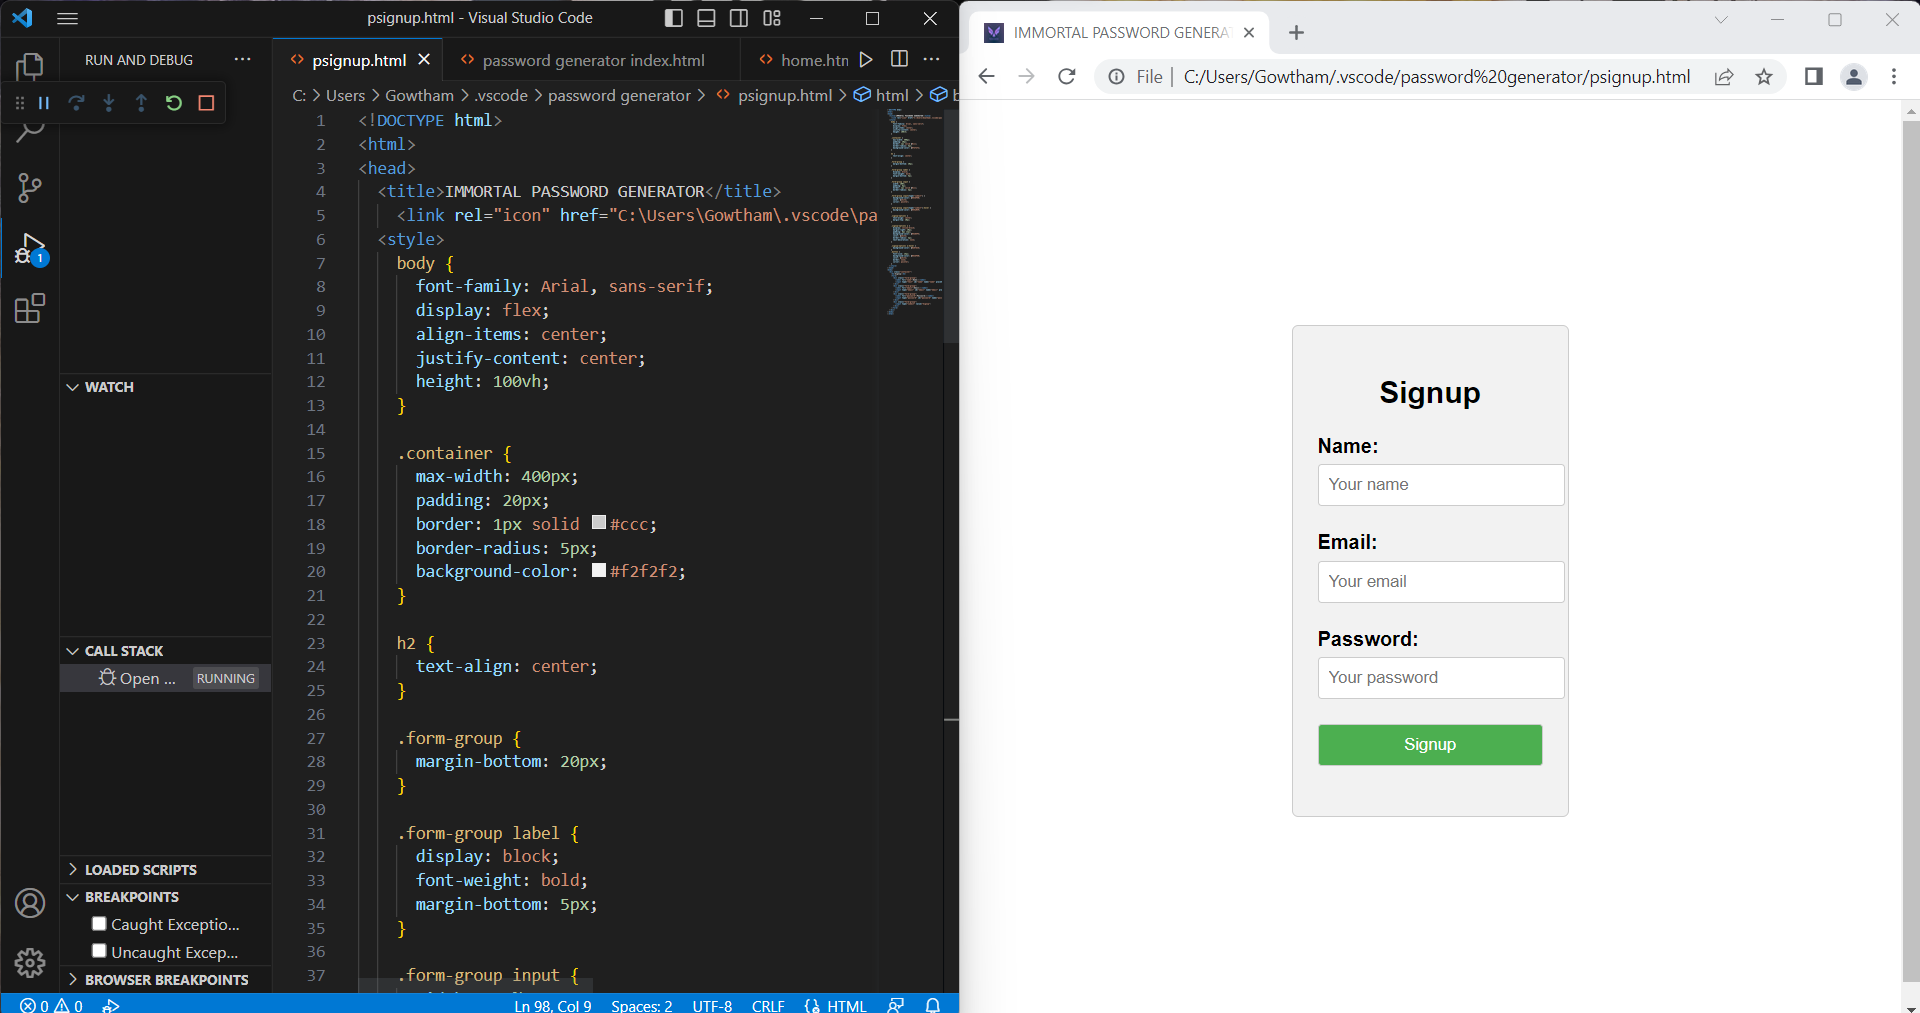 psignup.html - Visual Studio Code
RUN AND DEBUG
psignup.html
password generator index.html
home.htn
C: > Users > Gowtham > .vscode > password generator > psignup.html > html > b
1 <!DOCTYPE html>
2 <html>
3 <head>
4 <title>IMMORTAL PASSWORD GENERATOR</title>
5 <link rel="icon" href="C:\Users\Gowtham\.vscode\pa
6 <style>
7 body {
8 font-family: Arial, sans-serif;
9 display: flex;
10 align-items: center;
11 justify-content: center;
12 height: 100vh;
13 }
14
15 .container {
16 max-width: 400px;
17 padding: 20px;
18 border: 1px solid #ccc;
19 border-radius: 5px;
20 background-color: #f2f2f2;
21 }
22
23 h2 {
24 text-align: center;
25 }
26
27 .form-group {
28 margin-bottom: 20px;
29 }
30
31 .form-group label {
32 display: block;
33 font-weight: bold;
34 margin-bottom: 5px;
35 }
36
37 .form-group input {
1
WATCH
CALL STACK
Open ... RUNNING
LOADED SCRIPTS
BREAKPOINTS
Caught Exceptio...
Uncaught Excep...
BROWSER BREAKPOINTS
0 0 Ln 98, Col 9 Spaces: 2 UTF-8 CRLF HTML
IMMORTAL PASSWORD GENERA
File | C:/Users/Gowtham/.vscode/password%20generator/psignup.html
Signup
Name:
Your name
Email:
Your email
Password:
Your password
Signup